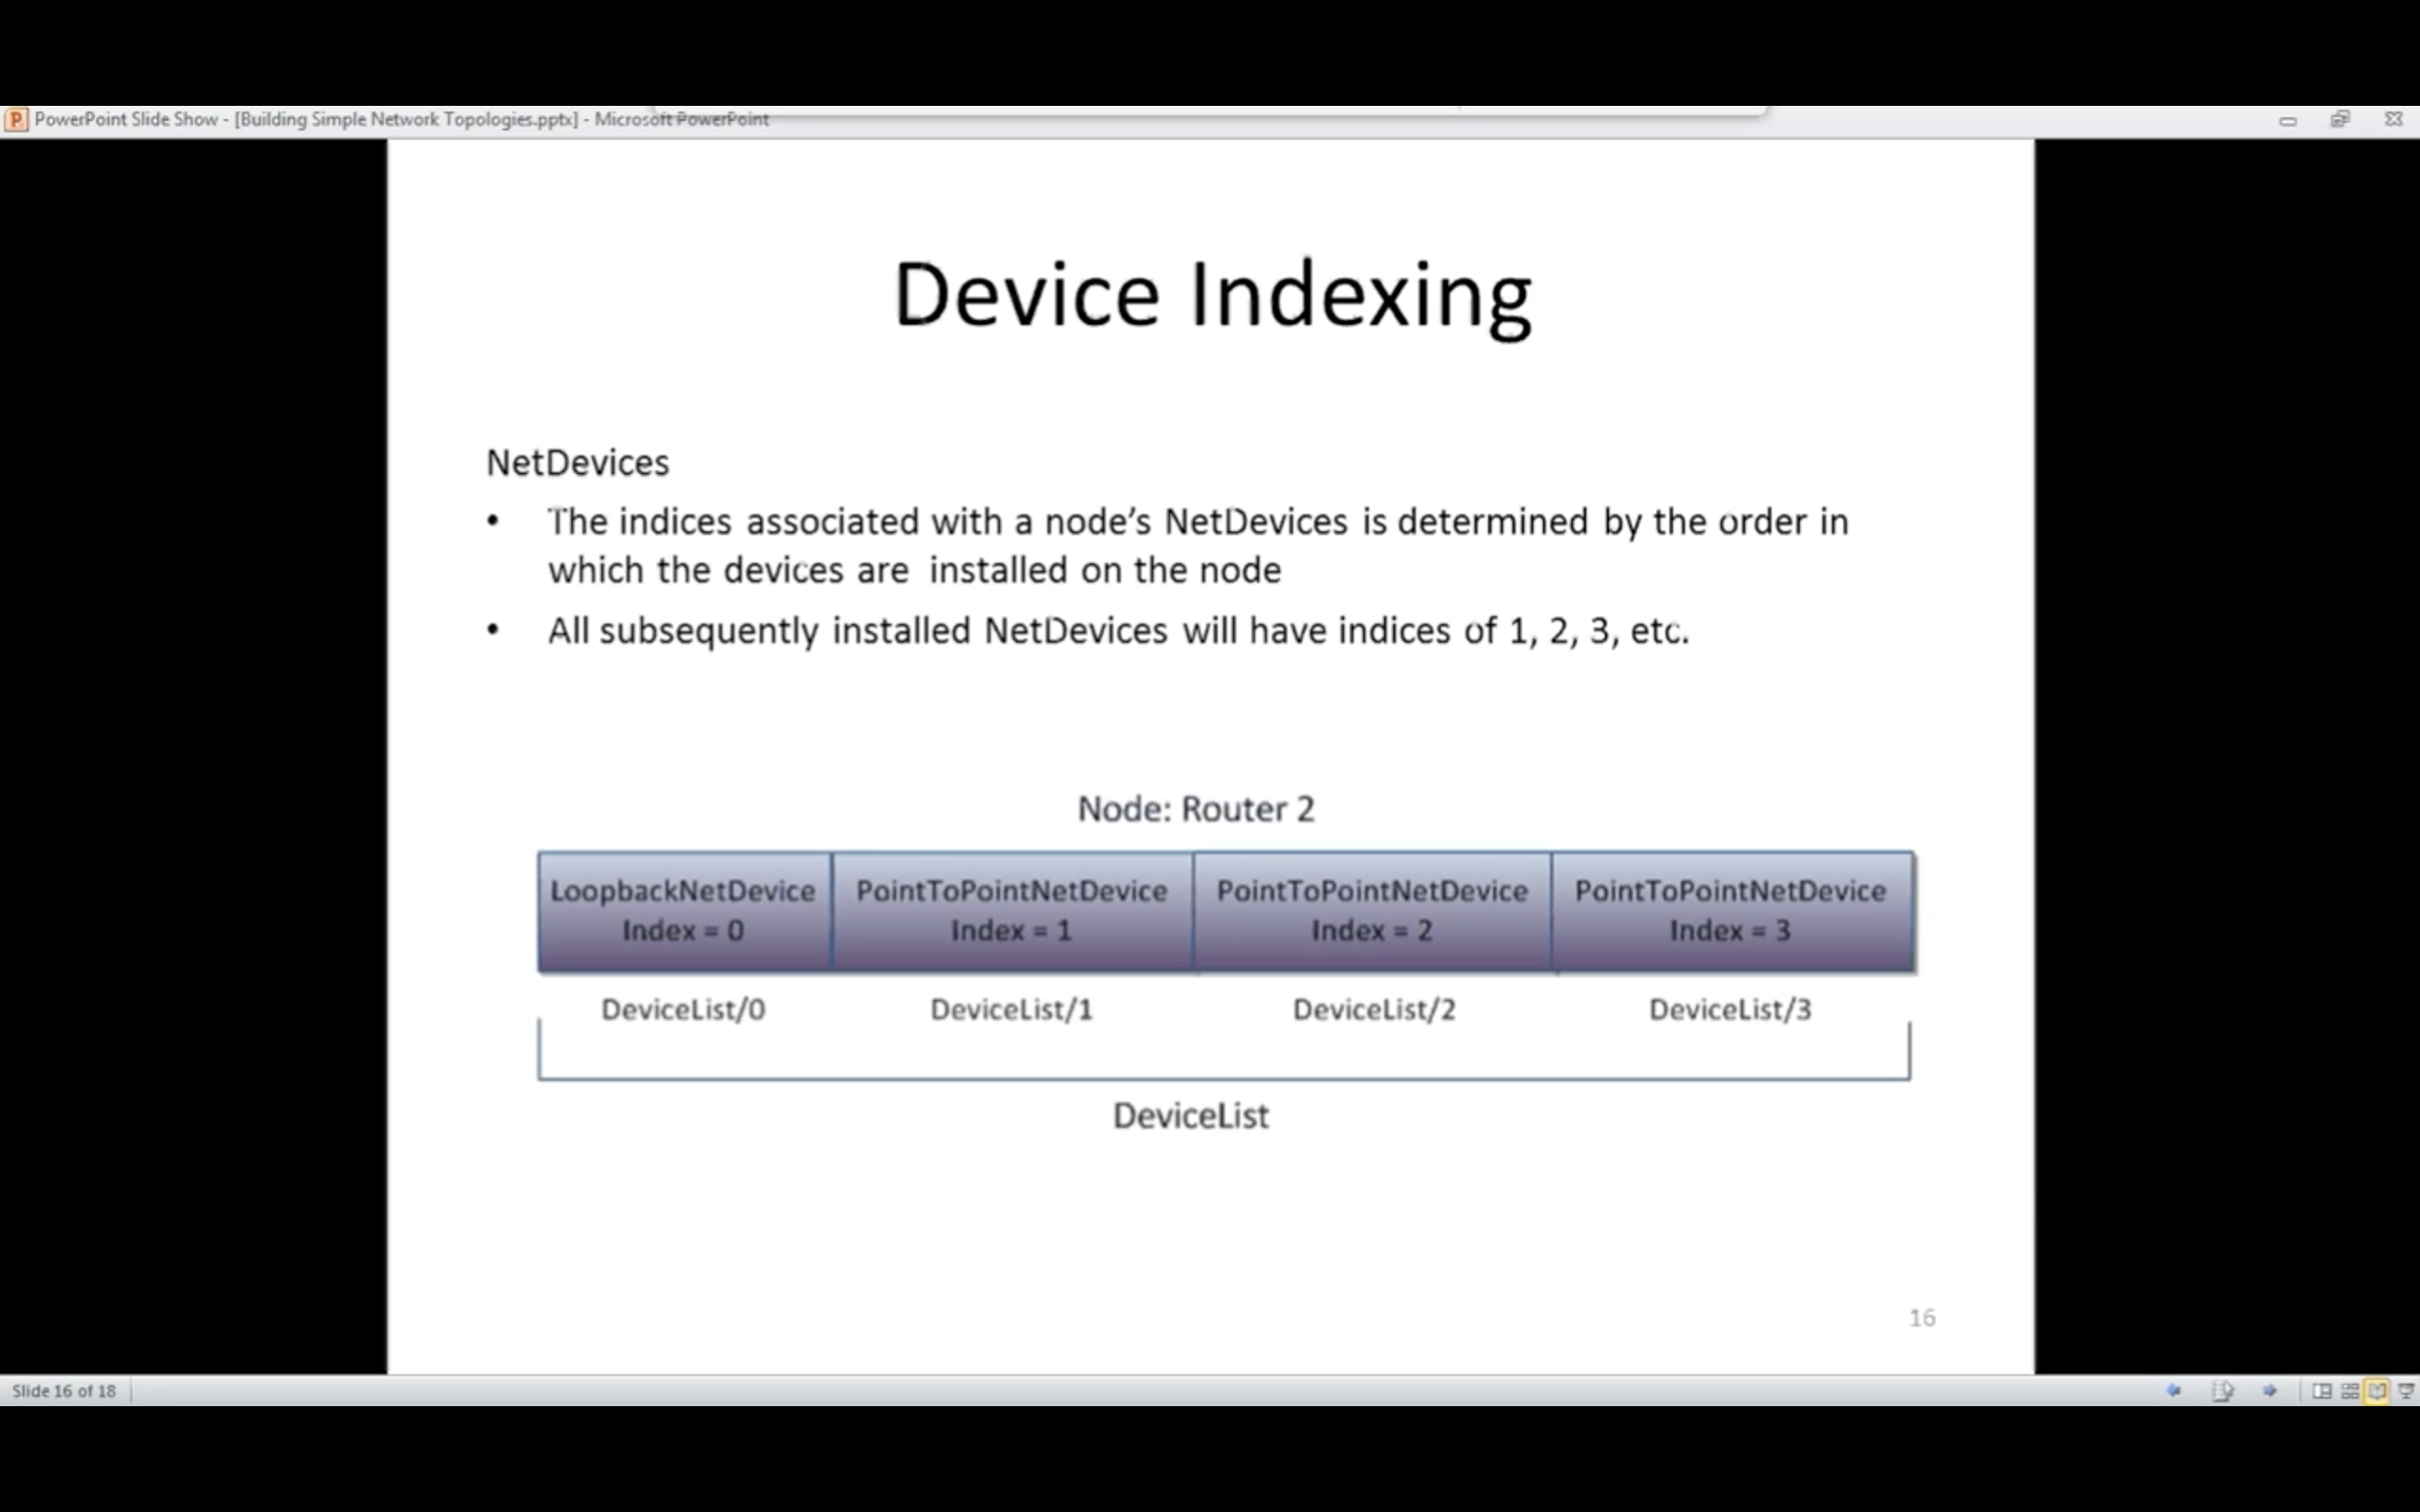 PowerPoint Slide Show - [Building Simple Network Topologies.pptx] - Microsoft PowerPoint
Device Indexing
NetDevices
• The indices associated with a node’s NetDevices is determined by the order in
which the devices are installed on the node
• All subsequently installed NetDevices will have indices of 1, 2, 3, etc.
Node: Router 2
LoopbackNetDevice PointToPointNetDevice PointToPointNetDevice PointToPointNetDevice
Index = 0 Index = 1 Index = 2 Index = 3
DeviceList/0 DeviceList/1 DeviceList/2 DeviceList/3
DeviceList
16
Slide 16 of 18